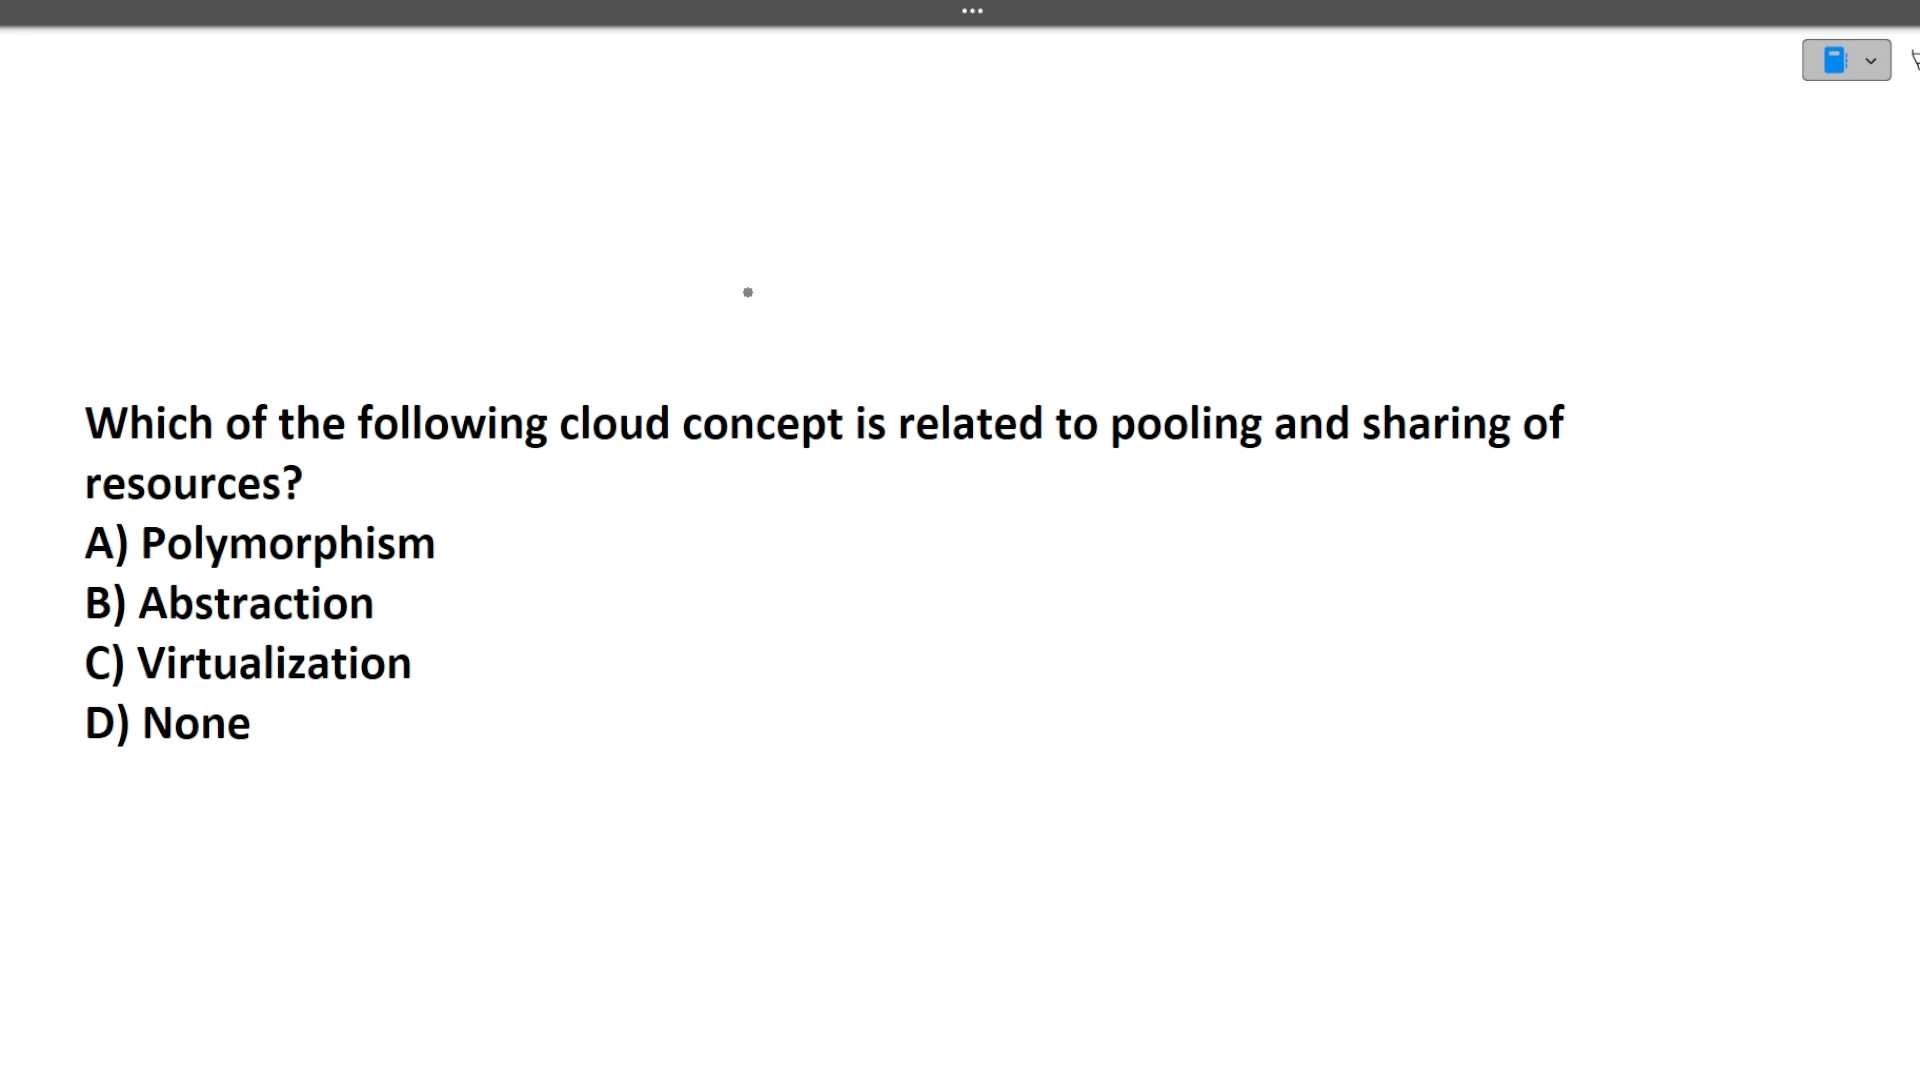 Which of the following cloud concept is related to pooling and sharing of
resources?
A) Polymorphism
B) Abstraction
C) Virtualization
D) None